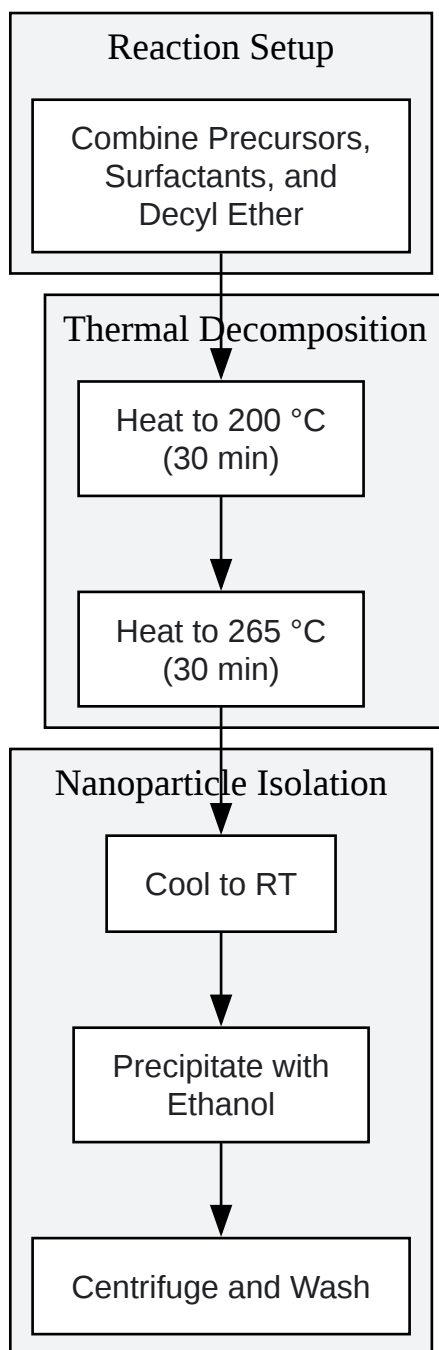 Reaction Setup
Combine Precursors,
Surfactants, and
Decyl Ether
Thermal Decomposition
Heat to 200 °C
(30 min)
Heat to 265 °C
(30 min)
Nanoparticle Isolation
Cool to RT
Precipitate with
Ethanol
Centrifuge and Wash